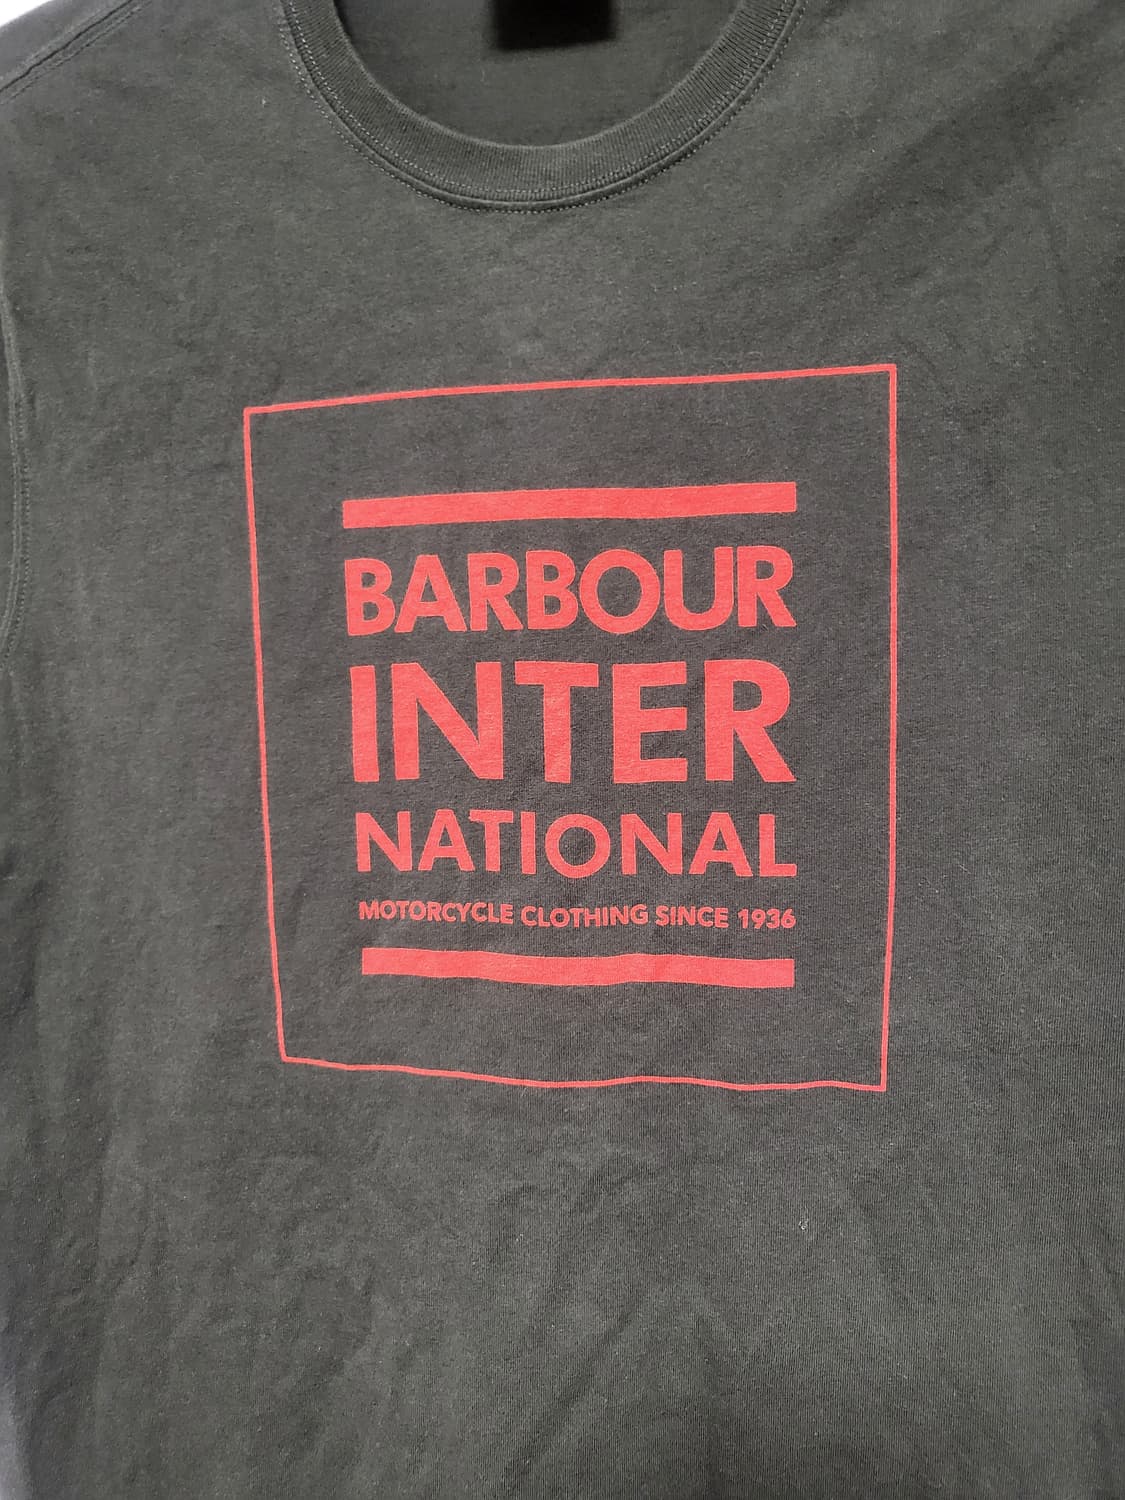 BARBOUR
INTER
NATIONAL
MOTORCYCLE CLOTHING SINCE 1936